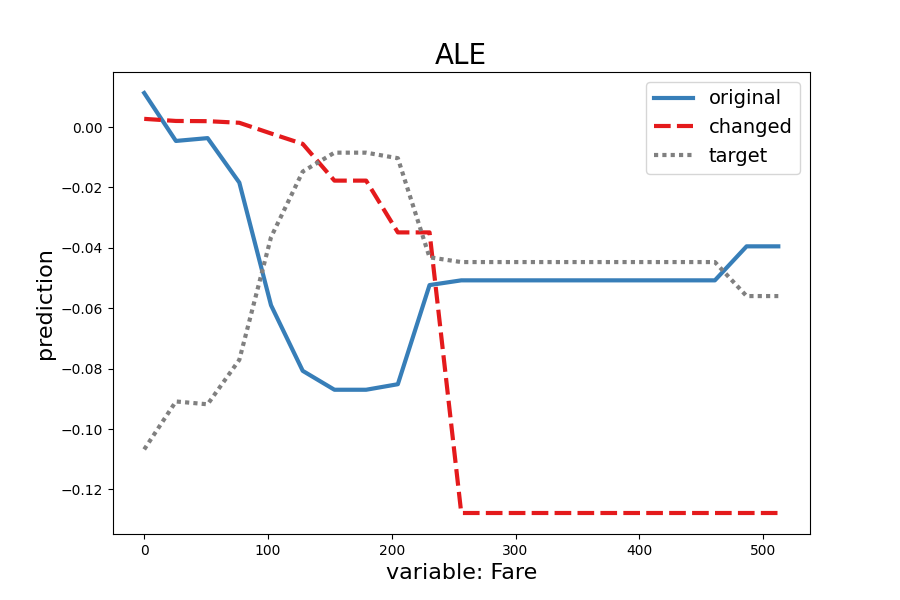 ALE
original
changed
target
prediction
0.00
−0.02
−0.04
−0.06
−0.08
−0.10
−0.12
0 100 200 300 400 500
variable: Fare